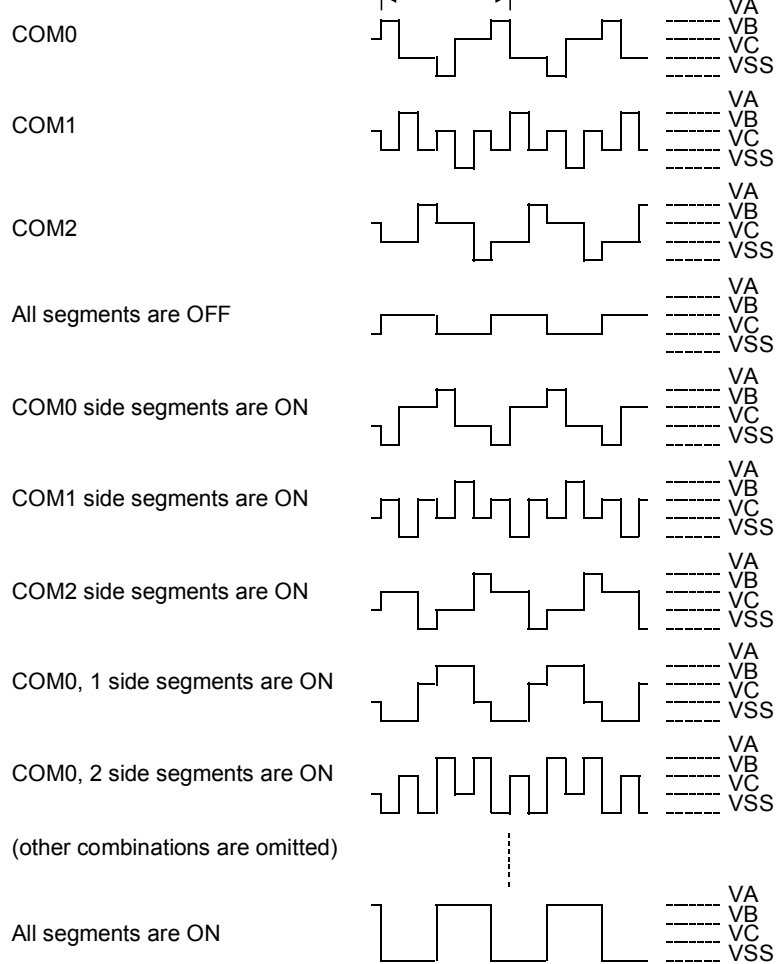 VA
COM0
VB
VC
VSS
VA
COM1
VB
VC
VSS
VA
COM2
VB
VC
VSS
VA
All segments are OFF
VB
VC
VSS
VA
COM0 side segments are ON
VB
VC
VSS
VA
COM1 side segments are ON
VB
VC
VSS
VA
COM2 side segments are ON
VB
VC
VSS
VA
COM0, 1 side segments are ON
VB
VC
VSS
VA
COM0, 2 side segments are ON
VB
VC
VSS
(other combinations are omitted)
VA
All segments are ON
VB
VC
VSS